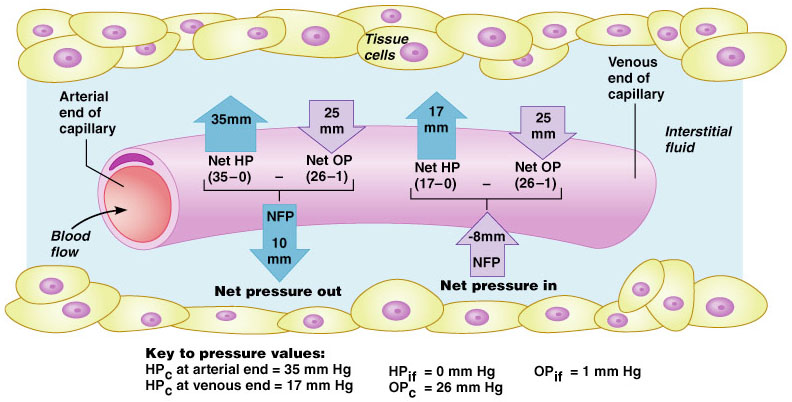 Tissue
cells
Venous
end of
capillary
Arterial
end of
capillary
35mm
25
mm
17
mm
25
mm
Interstitial
fluid
Net HP
(35–0)
–
Net OP
(26–1)
Net HP
(17–0)
–
Net OP
(26–1)
NFP
10
mm
-8mm
NFP
Blood
flow
Net pressure out
Net pressure in
Key to pressure values:
HPc at arterial end = 35 mm Hg
HPif = 0 mm Hg
OPif = 1 mm Hg
HPc at venous end = 17 mm Hg
OPc = 26 mm Hg